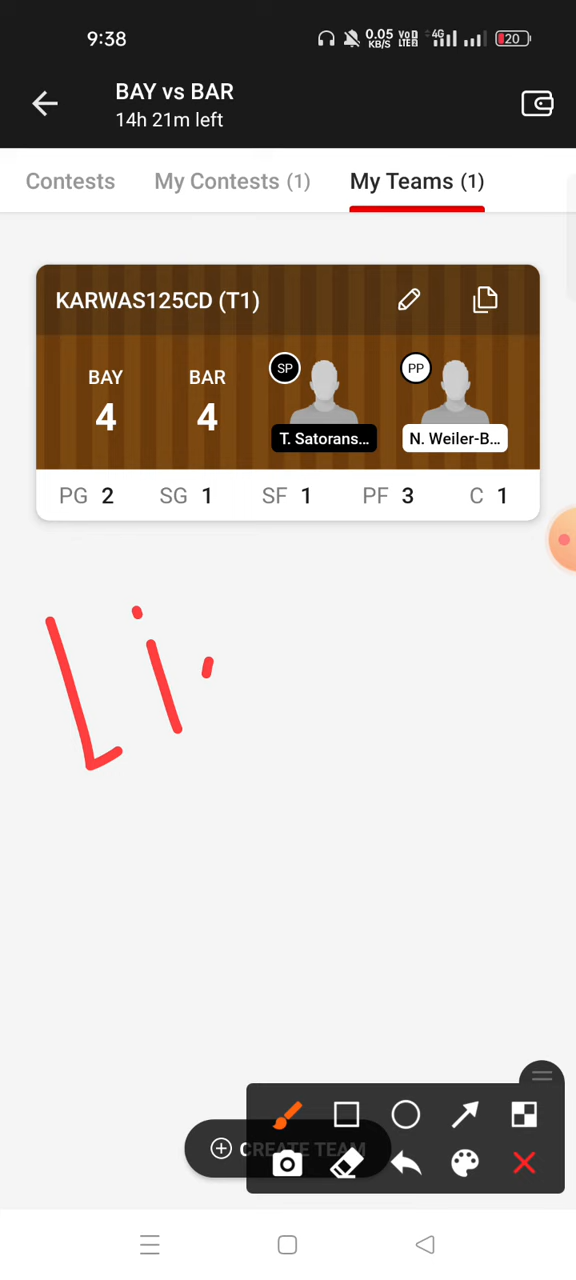 9:38
0.05 KB/S Vo LTE 2 4G 20
BAY vs BAR
14h 21m left
Contests My Contests (1) My Teams (1)
KARWAS125CD (T1)
SP PP
BAY BAR
4 4
T. Satorans... N. Weiler-B...
PG 2 SG 1 SF 1 PF 3 C 1
Li
CREATE TEAM